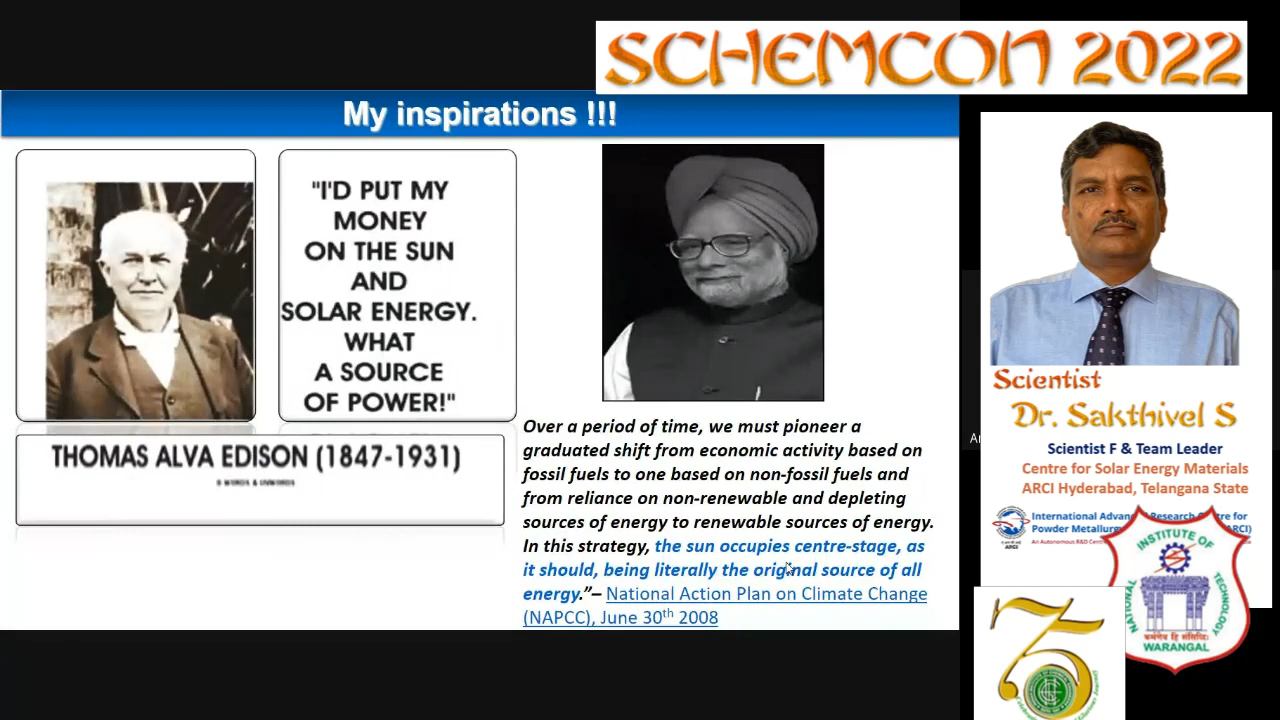 SCHEMCON 2022
My inspirations !!!
"I'D PUT MY
MONEY
ON THE SUN
AND
SOLAR ENERGY.
WHAT
A SOURCE
OF POWER!"
THOMAS ALVA EDISON (1847-1931)
Over a period of time, we must pioneer a
graduated shift from economic activity based on
fossil fuels to one based on non-fossil fuels and
from reliance on non-renewable and depleting
sources of energy to renewable sources of energy.
In this strategy, the sun occupies centre-stage, as
it should, being literally the original source of all
energy.”– National Action Plan on Climate Change
(NAPCC), June 30th 2008
Scientist
Dr. Sakthivel S
Scientist F & Team Leader
Centre for Solar Energy Materials
ARCI Hyderabad, Telangana State
International Research for
Powder
An Autonomous R&D
ARCI
NATIONAL INSTITUTE OF TECHNOLOGY
WARANGAL
75